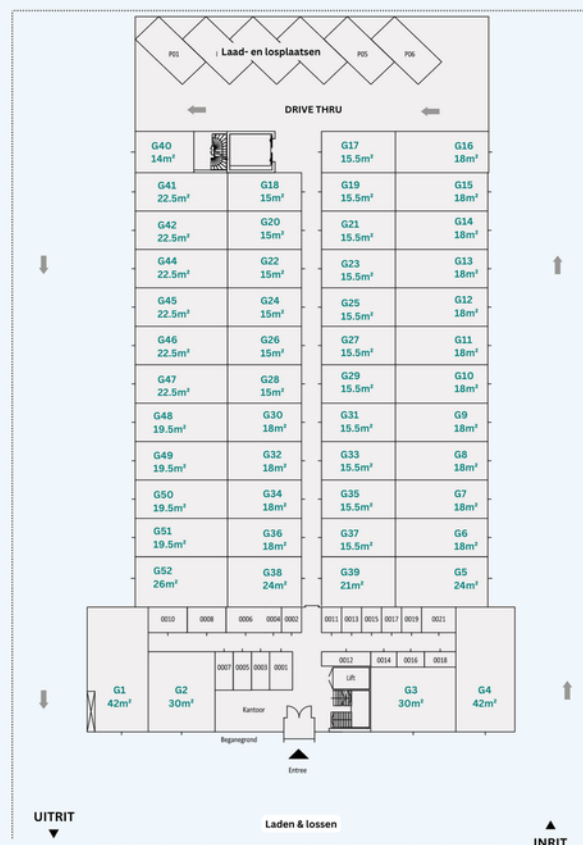 P01
Laad- en losplaatsen
P05
P06
DRIVE THRU
G40
14m²
G17
15.5m²
G16
18m²
G41
22.5m²
G18
15m²
G19
15.5m²
G15
18m²
G42
22.5m²
G20
15m²
G21
15.5m²
G14
18m²
G44
22.5m²
G22
15m²
G23
15.5m²
G13
18m²
G45
22.5m²
G24
15m²
G25
15.5m²
G12
18m²
G46
22.5m²
G26
15m²
G27
15.5m²
G11
18m²
G47
22.5m²
G28
15m²
G29
15.5m²
G10
18m²
G48
19.5m²
G30
18m²
G31
15.5m²
G9
18m²
G49
19.5m²
G32
18m²
G33
15.5m²
G8
18m²
G50
19.5m²
G34
18m²
G35
15.5m²
G7
18m²
G51
19.5m²
G36
18m²
G37
15.5m²
G6
18m²
G52
26m²
G38
24m²
G39
21m²
G5
24m²
0010 0008 0006 0004 0002 0011 0013 0015 0017 0019 0021
0007 0005 0003 0001 0012 0014 0016 0018
Lift
G1
42m²
G2
30m²
G3
30m²
G4
42m²
Kantoor
Beganegrond
Entree
UITRIT
Laden & lossen
INRIT